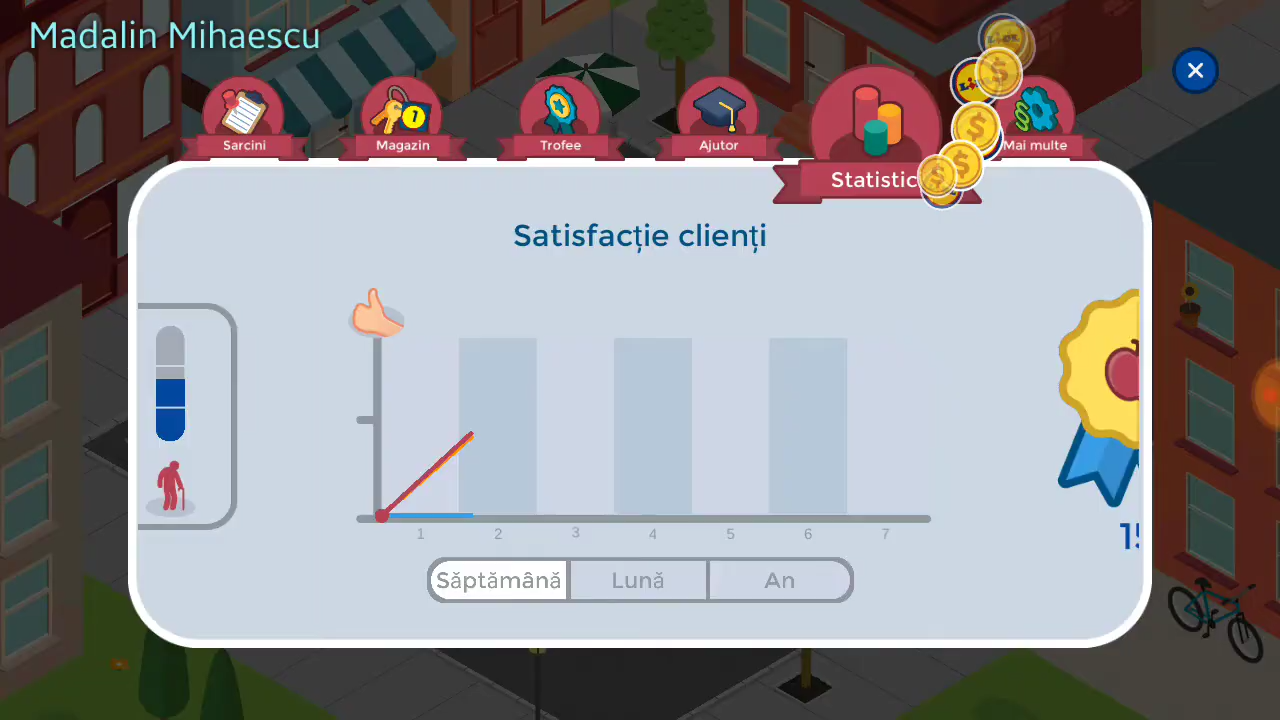 Madalin Mihaescu
Sarcini
Magazin
1
Trofee
Ajutor
Statistic
Mai multe
Satisfacție clienți
1 2 3 4 5 6 7
Săptămână
Lună
An